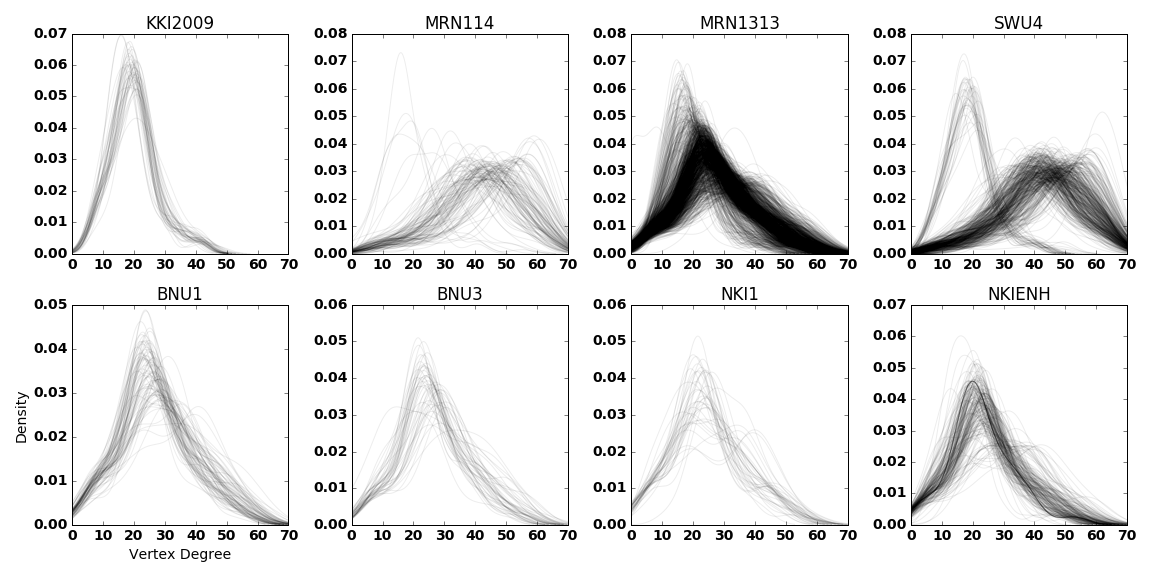 KKI2009 MRN114 MRN1313 SWU4
0.07 0.08 0.08 0.08
0.06 0.07 0.07 0.07
0.05 0.06 0.06 0.06
0.04 0.05 0.05 0.05
0.03 0.04 0.04 0.04
0.02 0.03 0.03 0.03
0.01 0.02 0.02 0.02
0.00 0.01 0.01 0.01
0.00 0.00 0.00
0 10 20 30 40 50 60 70 0 10 20 30 40 50 60 70 0 10 20 30 40 50 60 70 0 10 20 30 40 50 60 70
BNU1 BNU3 NKI1 NKIENH
0.05 0.06 0.06 0.07
0.04 0.05 0.05 0.06
0.03 0.04 0.04 0.05
0.02 0.03 0.03 0.04
0.01 0.02 0.02 0.03
0.00 0.01 0.01 0.02
0.00 0.00 0.01
0.00
Density
0 10 20 30 40 50 60 70 0 10 20 30 40 50 60 70 0 10 20 30 40 50 60 70 0 10 20 30 40 50 60 70
Vertex Degree